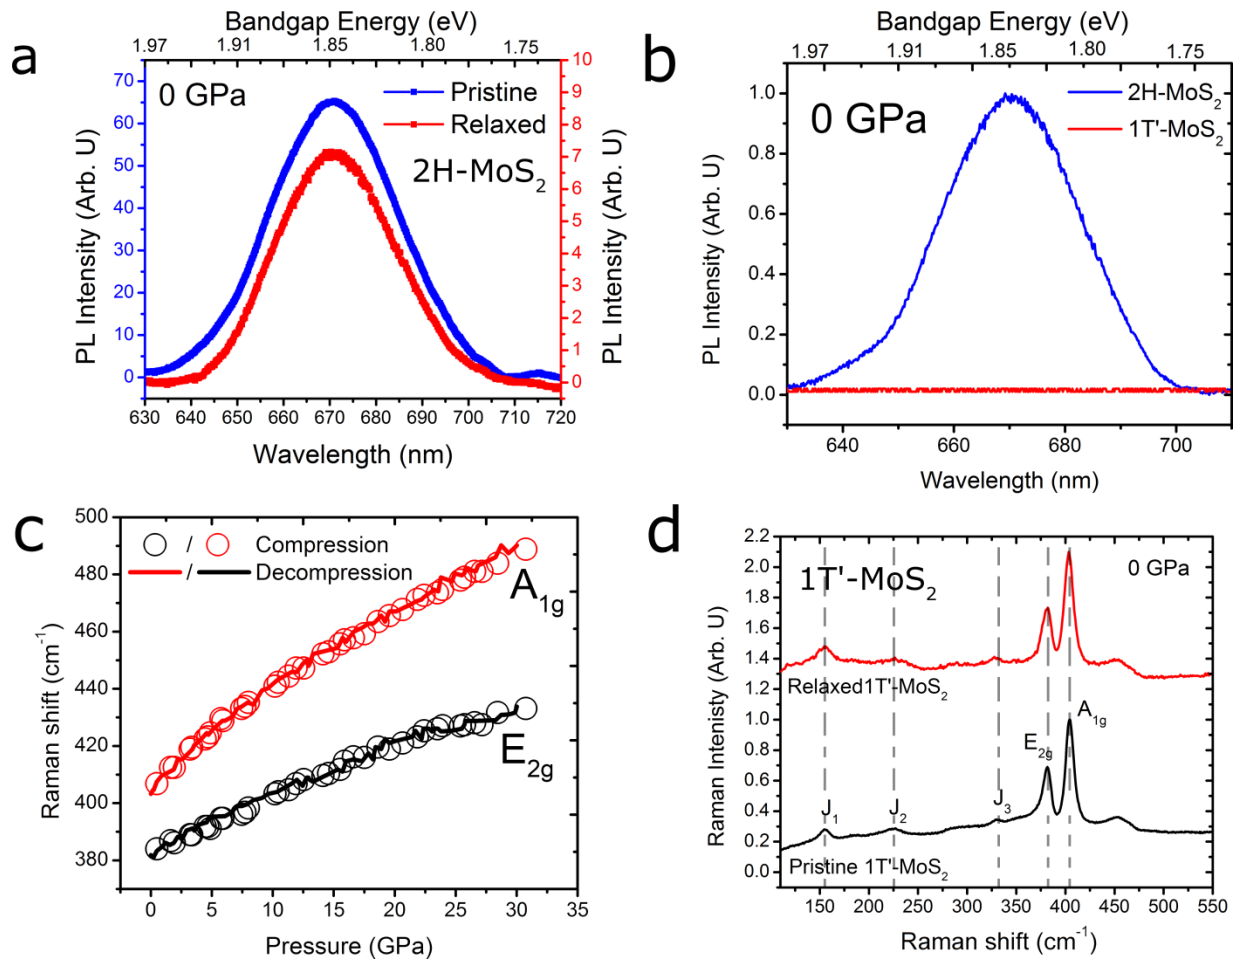 a
Bandgap Energy (eV)
1.97 1.91 1.85 1.80 1.75
0 GPa
Pristine
Relaxed
2H-MoS2
PL Intensity (Arb. U)
70
65
60
50
40
30
20
10
0
PL Intensity (Arb. U)
10
9
8
7
6
5
4
3
2
1
0
630 640 650 660 670 680 690 700 710 720
Wavelength (nm)
b
Bandgap Energy (eV)
1.97 1.91 1.85 1.80 1.75
0 GPa
2H-MoS2
1T'-MoS2
PL Intensity (Arb. U)
1.0
0.8
0.6
0.4
0.2
0.0
640 660 680 700
Wavelength (nm)
c
/ Compression
/ Decompression
A1g
E2g
Raman shift (cm-1)
500
480
460
440
420
400
380
0 5 10 15 20 25 30 35
Pressure (GPa)
d
1T'-MoS2
0 GPa
Relaxed1T'-MoS2
A1g
E2g
J1 J2 J3
Pristine 1T'-MoS2
Raman Intenisty (Arb. U)
2.2
2.0
1.8
1.6
1.4
1.2
1.0
0.8
0.6
0.4
0.2
0.0
150 200 250 300 350 400 450 500 550
Raman shift (cm-1)